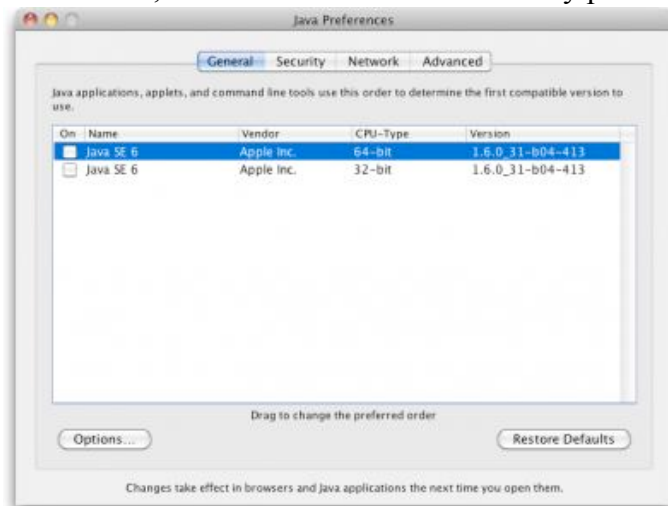 Java Preferences
General Security Network Advanced
Java applications, applets, and command line tools use this order to determine the first compatible version to
use.
On Name Vendor CPU-Type Version
Java SE 6 Apple Inc. 64-bit 1.6.0_31-b04-413
Java SE 6 Apple Inc. 32-bit 1.6.0_31-b04-413
Drag to change the preferred order
Options... Restore Defaults
Changes take effect in browsers and Java applications the next time you open them.